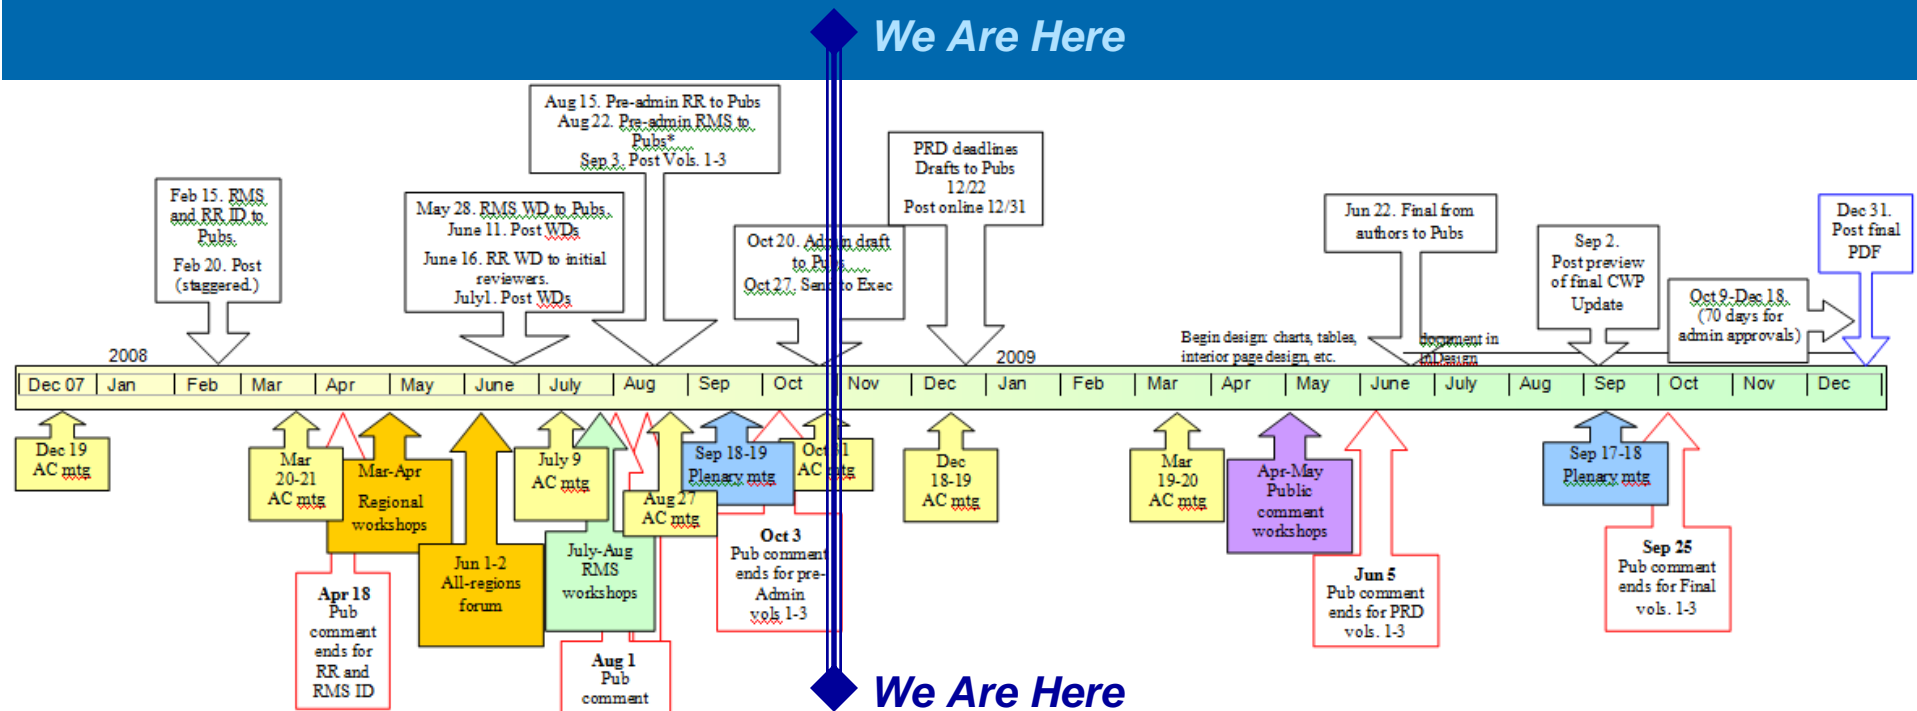 We Are Here
Aug 15. Pre-admin RR to Pubs
Aug 22. Pre-admin RMS to
Pubs*
Sep 3. Post Vols. 1-3
PRD deadlines
Drafts to Pubs
12/22
Post online 12/31
Feb 15. RMS
and RR ID to
Pubs.
Feb 20. Post
(staggered.)
May 28. RMS WD to Pubs.
June 11. Post WDs
June 16. RR WD to initial
reviewers.
July1. Post WDs
Oct 20. Admin draft
to Pubs
Oct 27. Send to Exec
Jun 22. Final from
authors to Pubs
Sep 2.
Post preview
of final CWP
Update
Oct 9-Dec 18.
(70 days for
admin approvals)
Dec 31.
Post final
PDF
Begin design: charts, tables,
interior page design, etc.
document in
InDesign
2008
2009
Dec 07 Jan Feb Mar Apr May June July Aug Sep Oct Nov Dec Jan Feb Mar Apr May June July Aug Sep Oct Nov Dec
Dec 19
AC mtg
Mar
20-21
AC mtg
Mar-Apr
Regional
workshops
Apr 18
Pub
comment
ends for
RR and
RMS ID
Jun 1-2
All-regions
forum
July 9
AC mtg
July-Aug
RMS
workshops
Aug 1
Pub
comment
Aug 27
AC mtg
Sep 18-19
Plenary mtg
Oct 3
Pub comment
ends for pre-
Admin
vols 1-3
Oct 31
AC mtg
Dec
18-19
AC mtg
Mar
19-20
AC mtg
Apr-May
Public
comment
workshops
Jun 5
Pub comment
ends for PRD
vols. 1-3
Sep 17-18
Plenary mtg
Sep 25
Pub comment
ends for Final
vols. 1-3
We Are Here